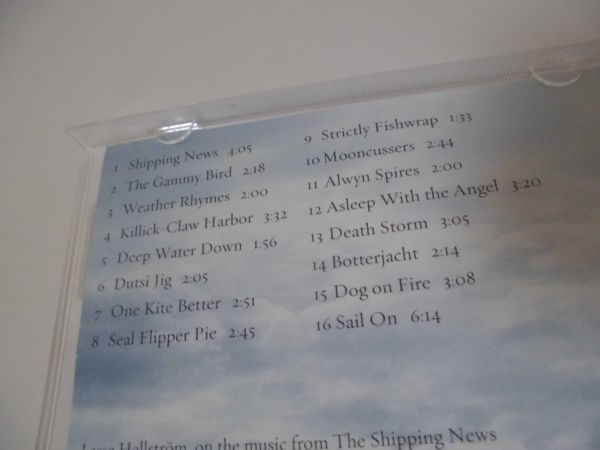 1 Shipping News 4:05
2 The Gammy Bird 2:18
3 Weather Rhymes 2:00
4 Killick-Claw Harbor 3:32
5 Deep Water Down 1:56
6 Dutsi Jig 2:05
7 One Kite Better 2:51
8 Seal Flipper Pie 2:45
9 Strictly Fishwrap 1:33
10 Mooncussers 2:44
11 Alwyn Spires 2:00
12 Asleep With the Angel 3:20
13 Death Storm 3:05
14 Botterjacht 2:14
15 Dog on Fire 3:08
16 Sail On 6:14
Hallström, on the music from The Shipping News